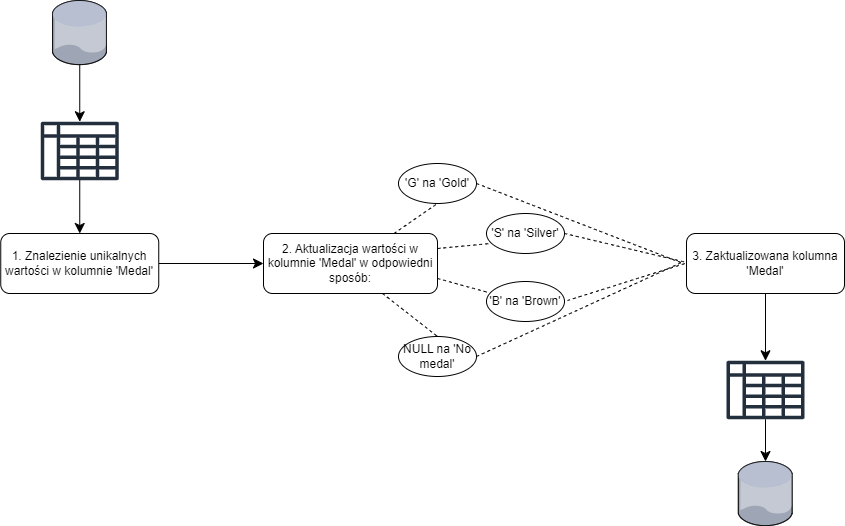 1. Znalezienie unikalnych
wartości w kolumnie 'Medal'
2. Aktualizacja wartości w
kolumnie 'Medal' w odpowiedni
sposób:
'G' na 'Gold'
'S' na 'Silver'
'B' na 'Brown'
NULL na 'No
medal'
3. Zaktualizowana kolumna
'Medal'